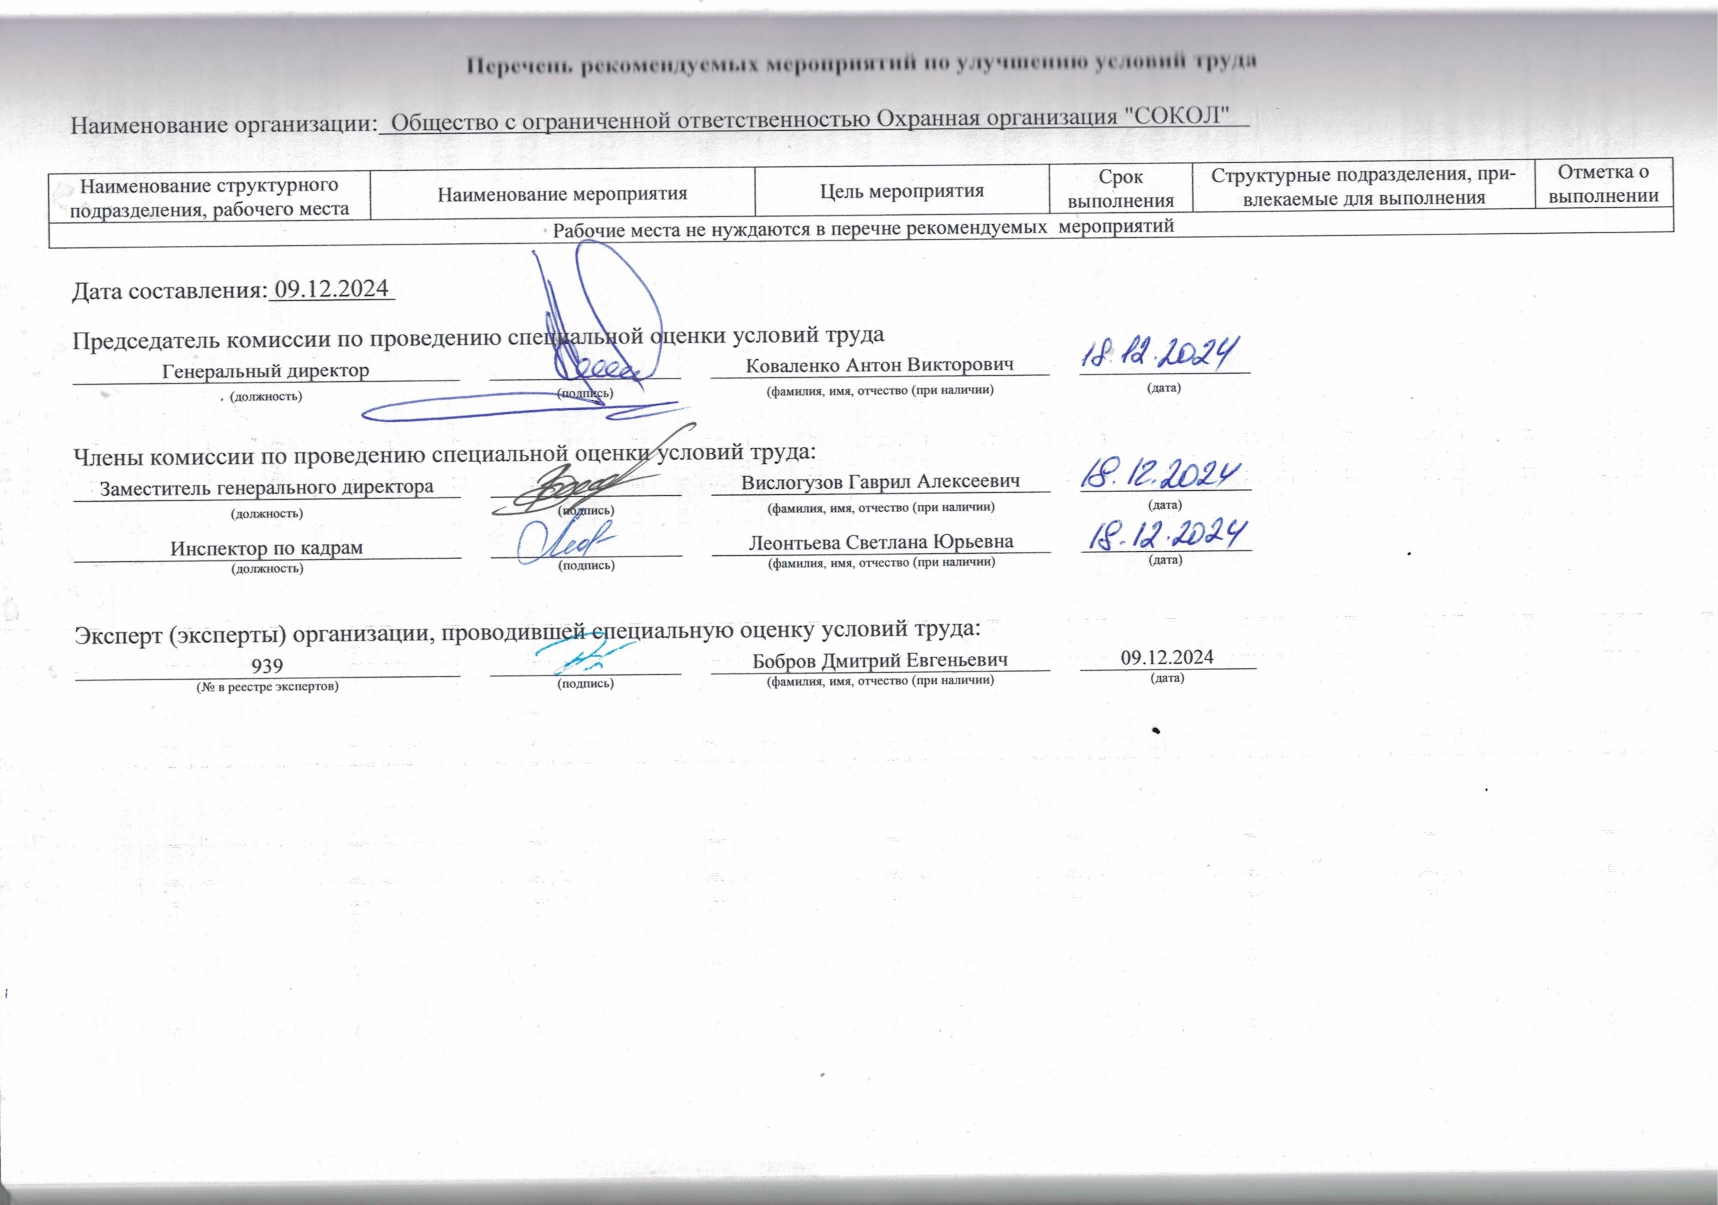 Перечень рекомендуемых мероприятий по улучшению условий труда
Наименование организации: Общество с ограниченной ответственностью Охранная организация "СОКОЛ"
Наименование структурного подразделения, рабочего места
Наименование мероприятия
Цель мероприятия
Срок выполнения
Структурные подразделения, при-
влекаемые для выполнения
Отметка о выполнении
Рабочие места не нуждаются в перечне рекомендуемых мероприятий
Дата составления: 09.12.2024
Председатель комиссии по проведению специальной оценки условий труда
Генеральный директор Коваленко Антон Викторович 18.12.2024
(должность) (подпись) (фамилия, имя, отчество (при наличии) (дата)
Члены комиссии по проведению специальной оценки условий труда:
Заместитель генерального директора Вислогузов Гаврил Алексеевич 18.12.2024
(должность) (подпись) (фамилия, имя, отчество (при наличии) (дата)
Инспектор по кадрам Леонтьева Светлана Юрьевна 18.12.2024
(должность) (подпись) (фамилия, имя, отчество (при наличии) (дата)
Эксперт (эксперты) организации, проводившей специальную оценку условий труда:
939 Бобров Дмитрий Евгеньевич 09.12.2024
(№ в реестре экспертов) (подпись) (фамилия, имя, отчество (при наличии) (дата)